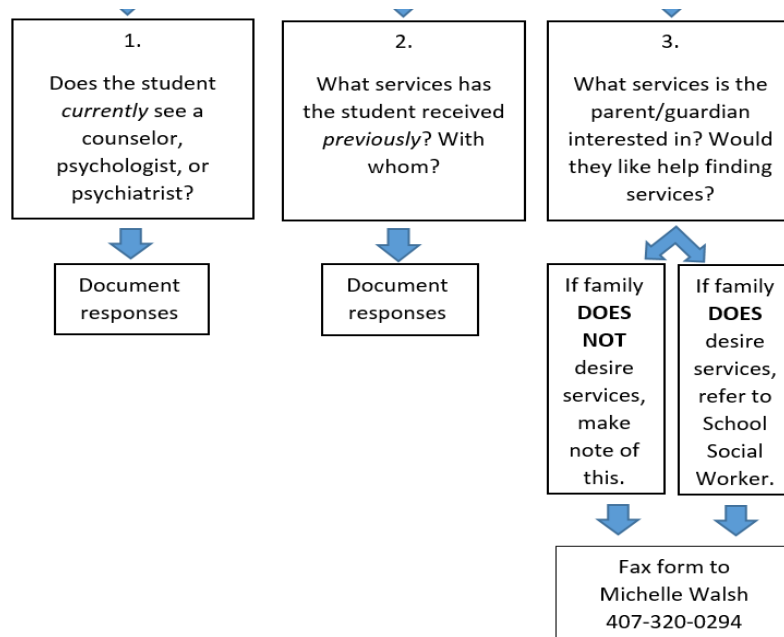 1.
Does the student
currently see a
counselor,
psychologist, or
psychiatrist?
Document
responses
2.
What services has
the student received
previously? With
whom?
Document
responses
3.
What services is the
parent/guardian
interested in? Would
they like help finding
services?
If family
DOES
NOT
desire
services,
make
note of
this.
If family
DOES
desire
services,
refer to
School
Social
Worker.
Fax form to
Michelle Walsh
407-320-0294